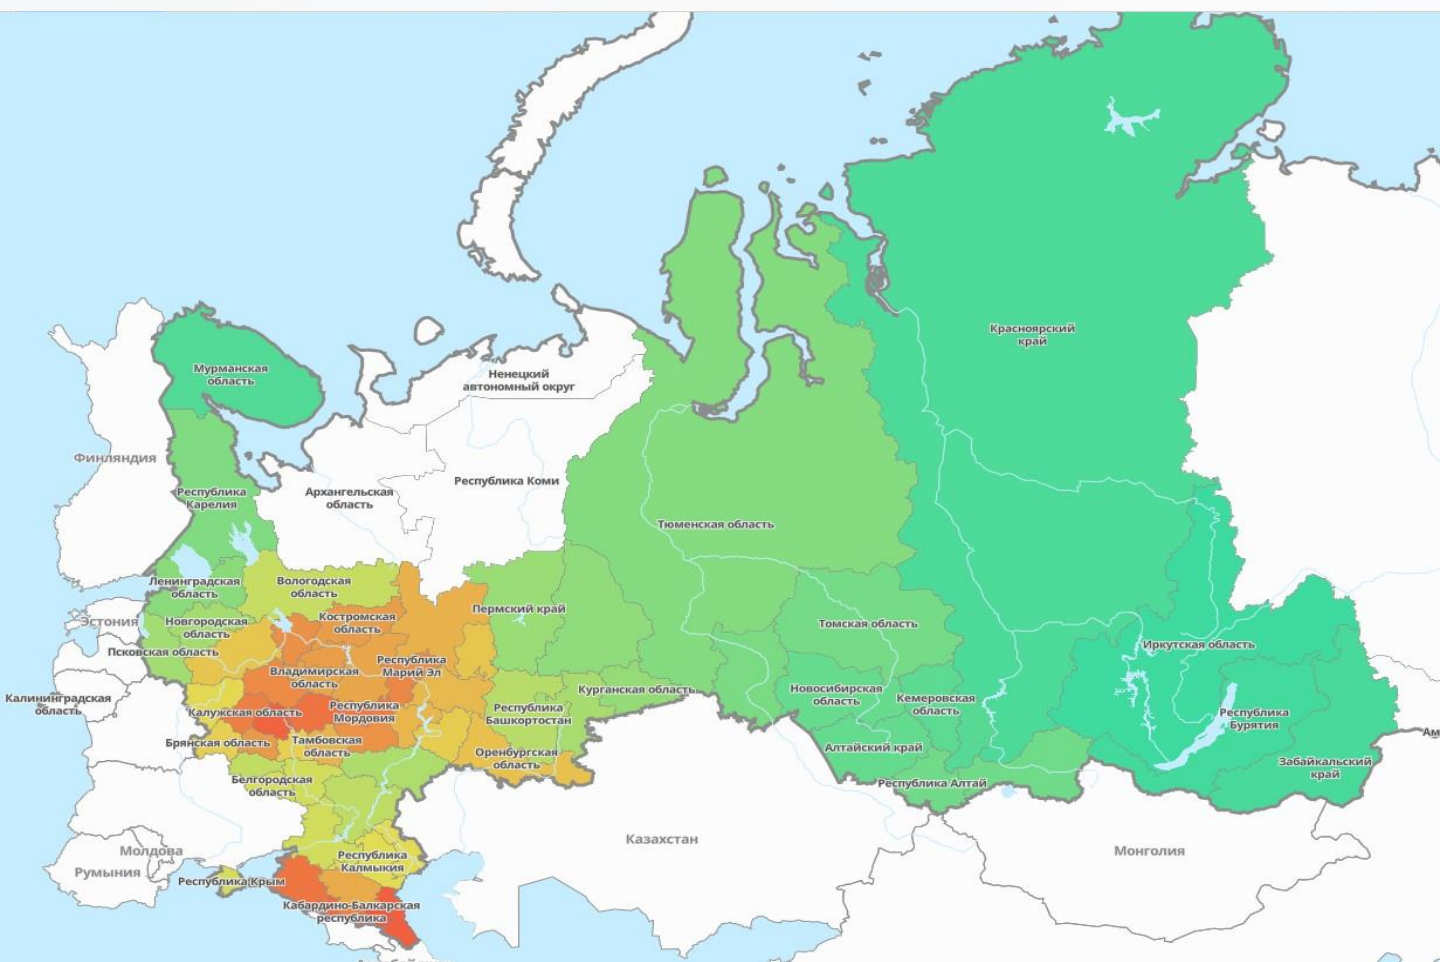 Красноярский
край
Мурманская
область
Ненецкий
автономный округ
Финляндия
Республика Коми
Архангельская
область
Республика
Карелия
Тюменская область
Ленинградская
область
Вологодская
область
Пермский край
Эстония
Новгородская
область
Костромская
область
Томская область
Псковская область
Иркутская область
Республика
Марий Эл
Владимирская
область
Курганская область
Новосибирская
область
Кемеровская
область
Калининградская
область
Калужская область
Республика
Мордовия
Республика
Башкортостан
Республика
Бурятия
Брянская область
Тамбовская
область
Алтайский край
Ам
Оренбургская
область
Забайкальский
край
Белгородская
область
Республика Алтай
Казахстан
Молдова
Монголия
Республика
Калмыкия
Румыния
Республика Крым
Кабардино-Балкарская
республика